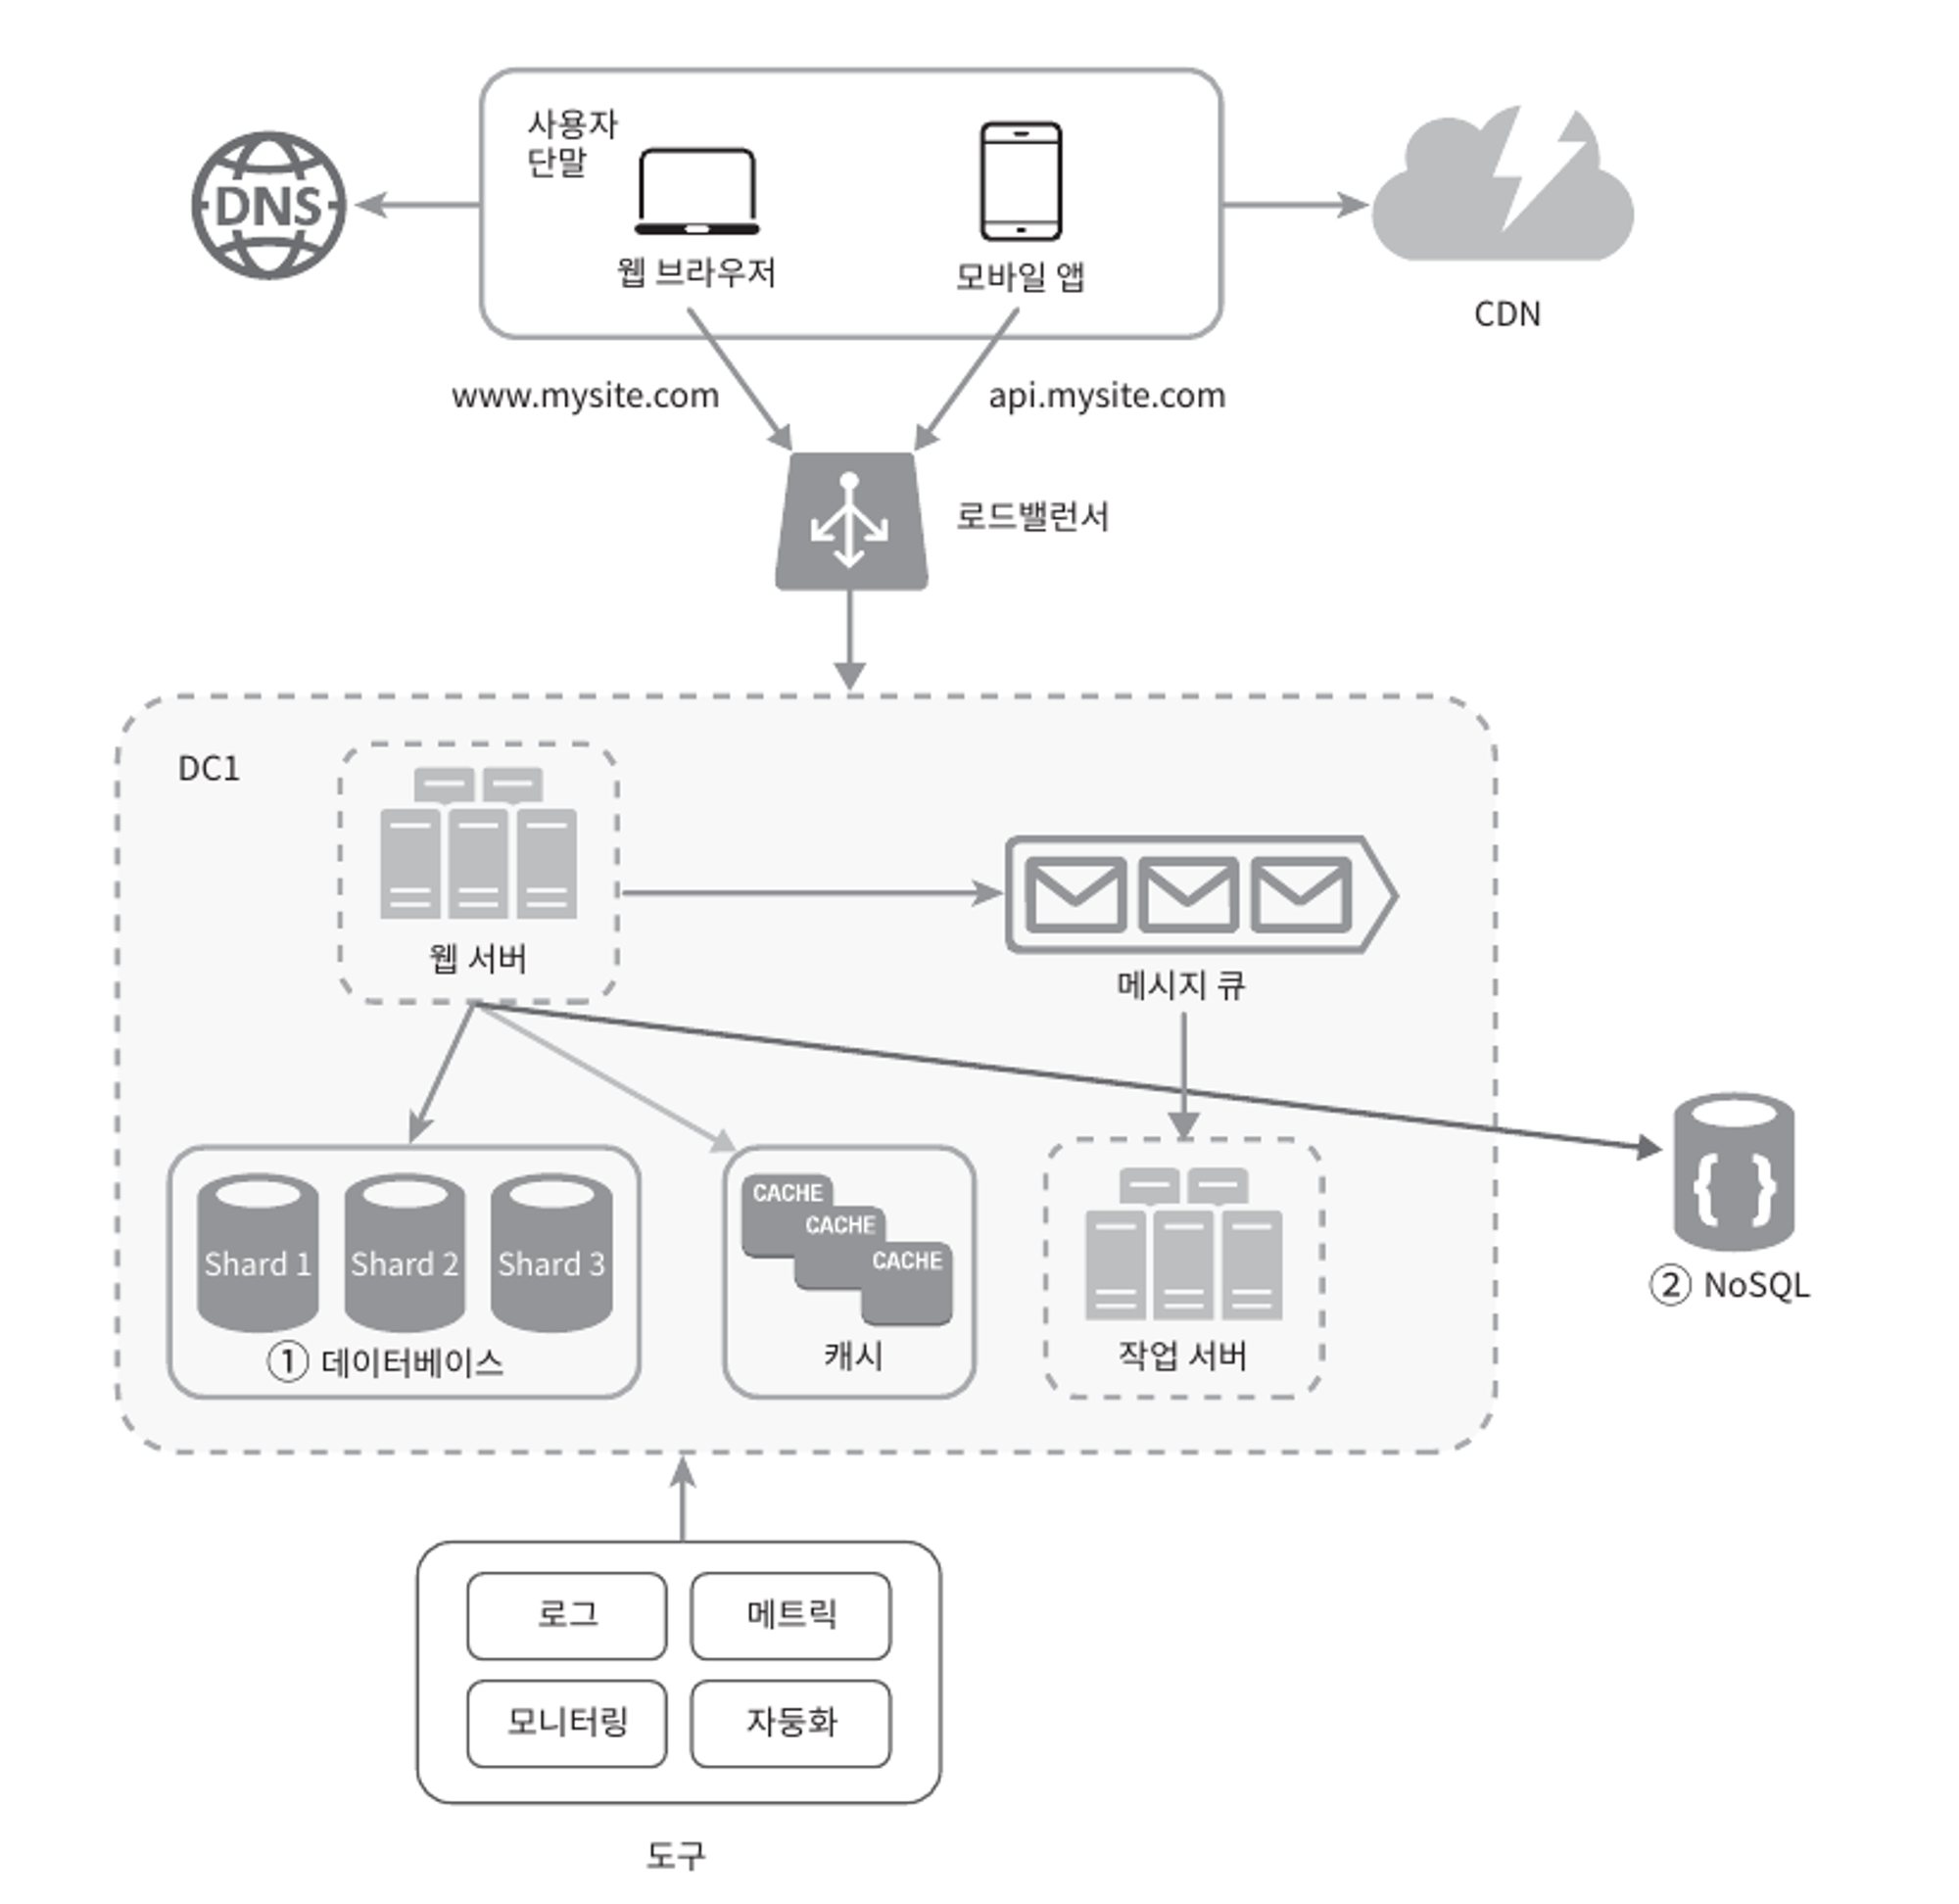 사용자
단말
DNS
웹 브라우저
모바일 앱
CDN
www.mysite.com
api.mysite.com
로드밸런서
DC1
웹 서버
메시지 큐
Shard 1
Shard 2
Shard 3
① 데이터베이스
CACHE
CACHE
CACHE
캐시
작업 서버
{ }
② NoSQL
로그
메트릭
모니터링
자동화
도구